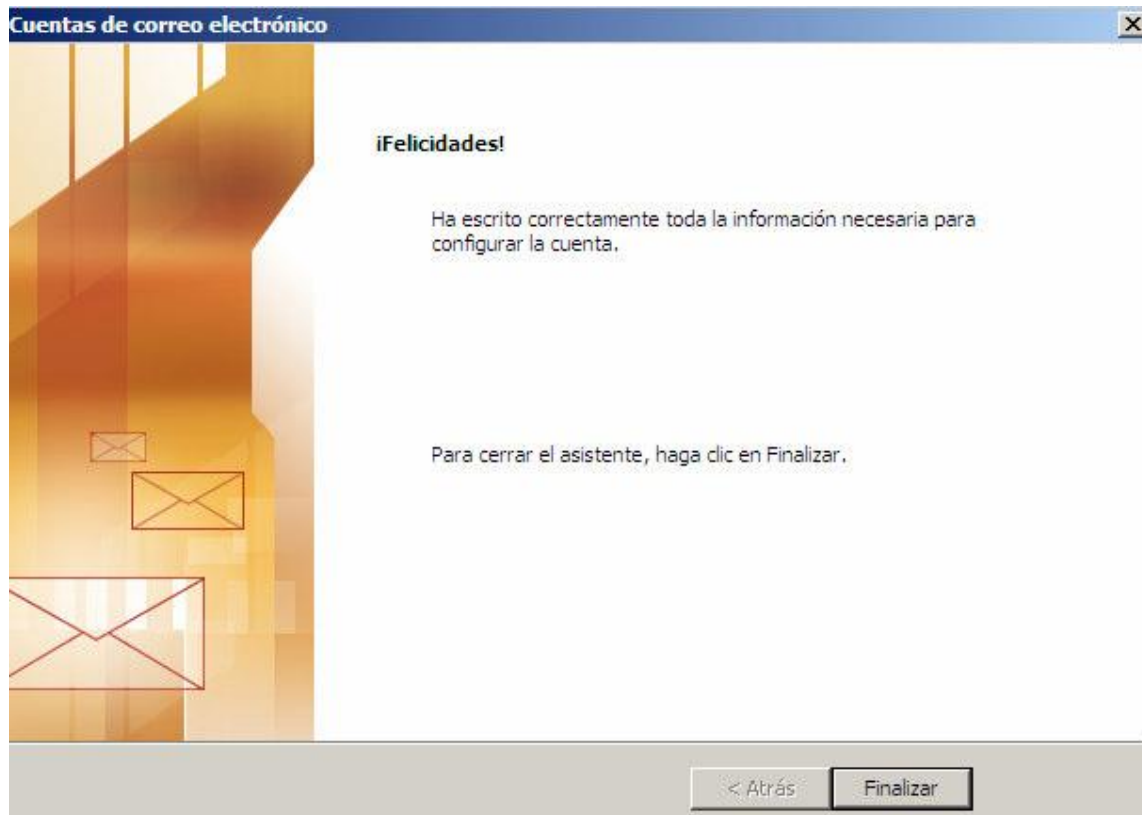 Cuentas de correo electrónico
¡Felicidades!
Ha escrito correctamente toda la información necesaria para
configurar la cuenta.
Para cerrar el asistente, haga clic en Finalizar.
< Atrás
Finalizar